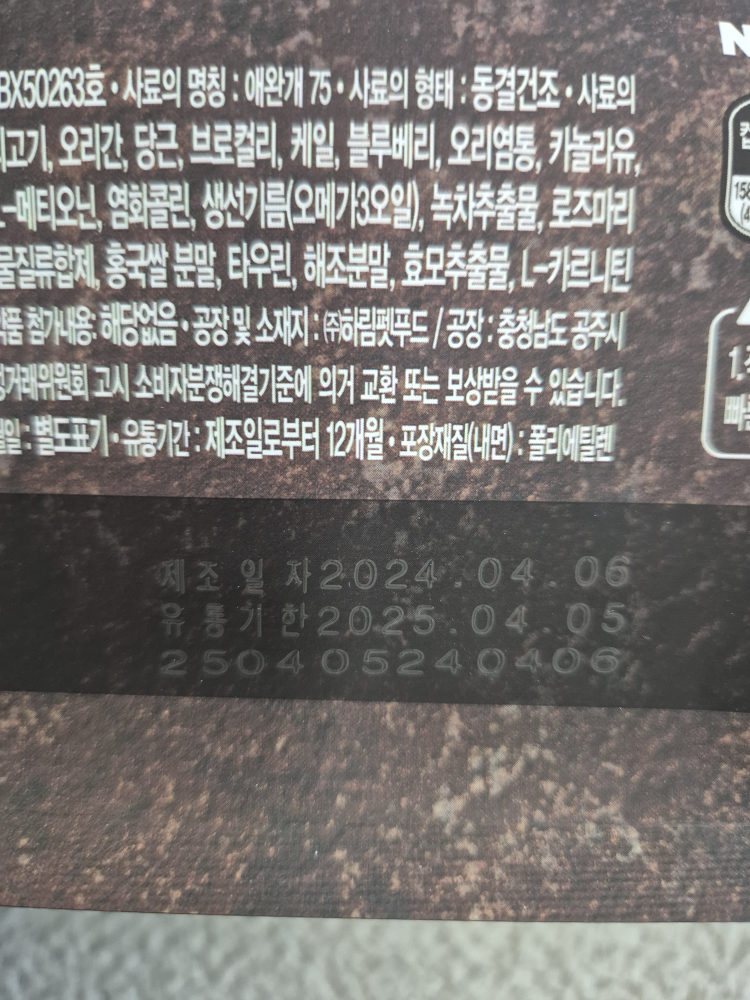 BX50263호 • 사료의 명칭 : 애완개 75 • 사료의 형태 : 동결건조 • 사료의
고기, 오리간, 당근, 브로컬리, 케일, 블루베리, 오리염통, 카놀라유,
-메티오닌, 염화콜린, 생선기름(오메가3오일), 녹차추출물, 로즈마리
물질류합제, 홍국쌀 분말, 타우린, 해조분말, 효모추출물, L-카르니틴
약품 첨가내용: 해당없음 • 공장 및 소재지 : ㈜하림펫푸드 / 공장 : 충청남도 공주시
정거래위원회 고시 소비자분쟁해결기준에 의거 교환 또는 보상받을 수 있습니다.
일 : 별도표기 • 유통기간 : 제조일로부터 12개월 • 포장재질(내면) : 폴리에틸렌
제조일자2024.04.06
유통기한2025.04.05
250405240406
N